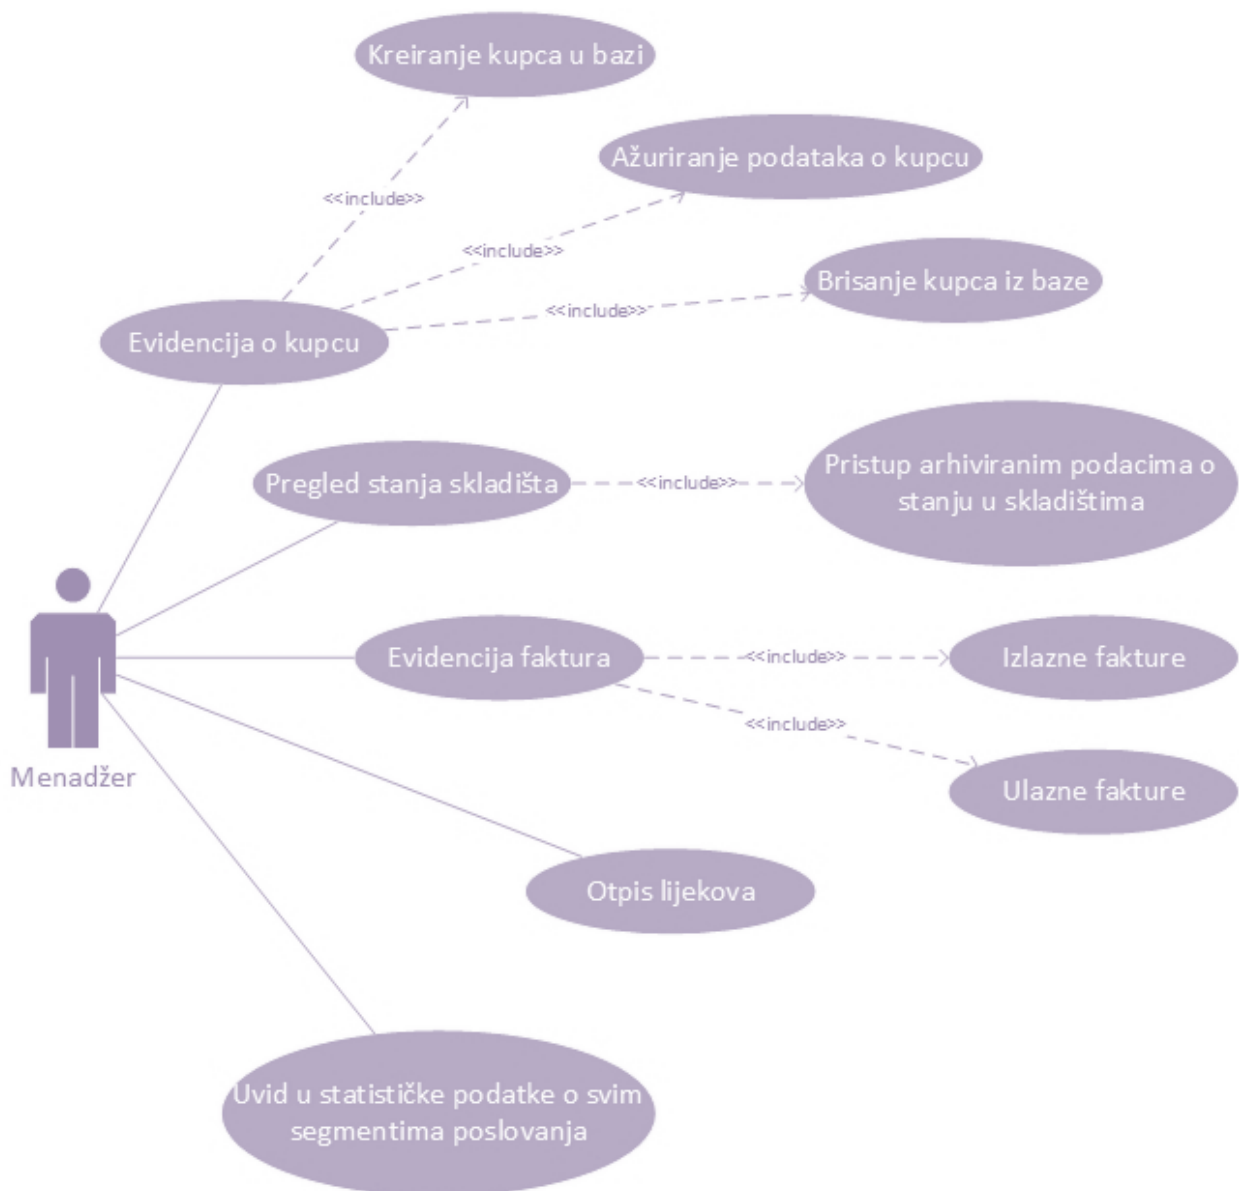 Kreiranje kupca u bazi
Ažuriranje podataka o kupcu
<<include>>
<<include>>
Brisanje kupca iz baze
<<include>>
Evidencija o kupcu
Pregled stanja skladišta
<<include>>
Pristup arhiviranim podacima o
stanju u skladištima
Evidencija faktura
<<include>>
Izlazne fakture
<<include>>
Menadžer
Ulazne fakture
Otpis lijekova
Uvid u statističke podatke o svim
segmentima poslovanja